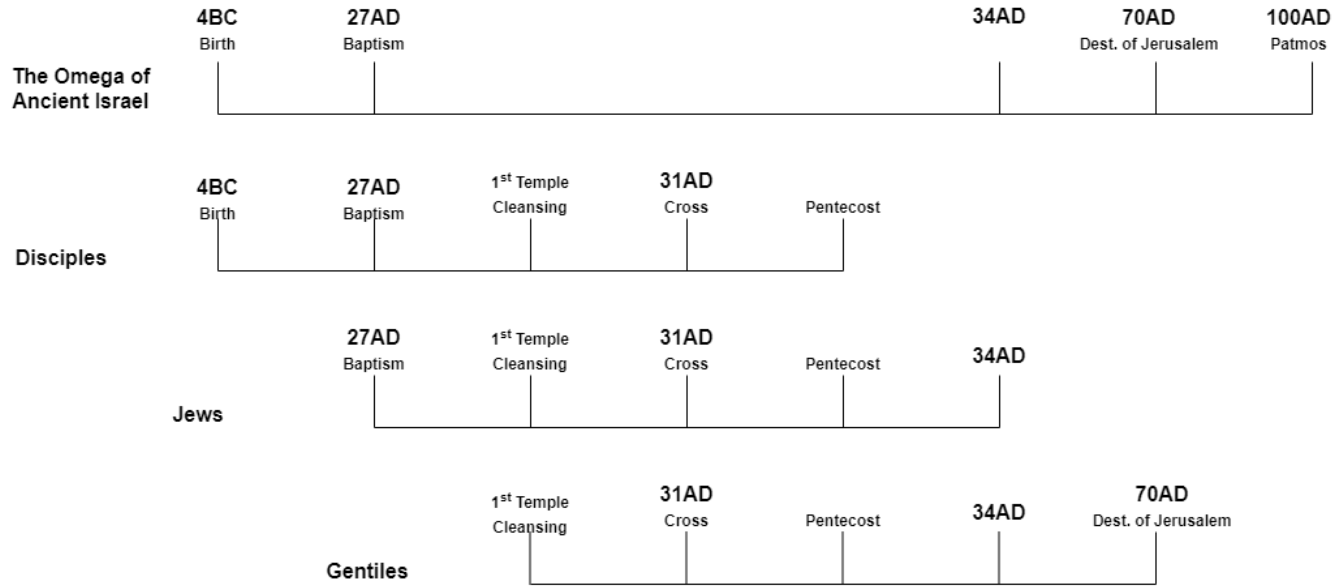 4BC 27AD 34AD 70AD 100AD
Birth Baptism Dest. of Jerusalem Patmos
The Omega of
Ancient Israel
4BC 27AD 1st Temple 31AD
Birth Baptism Cleansing Cross Pentecost
Disciples
27AD 1st Temple 31AD 34AD
Baptism Cleansing Cross Pentecost
Jews
1st Temple 31AD 34AD 70AD
Cleansing Cross Pentecost Dest. of Jerusalem
Gentiles